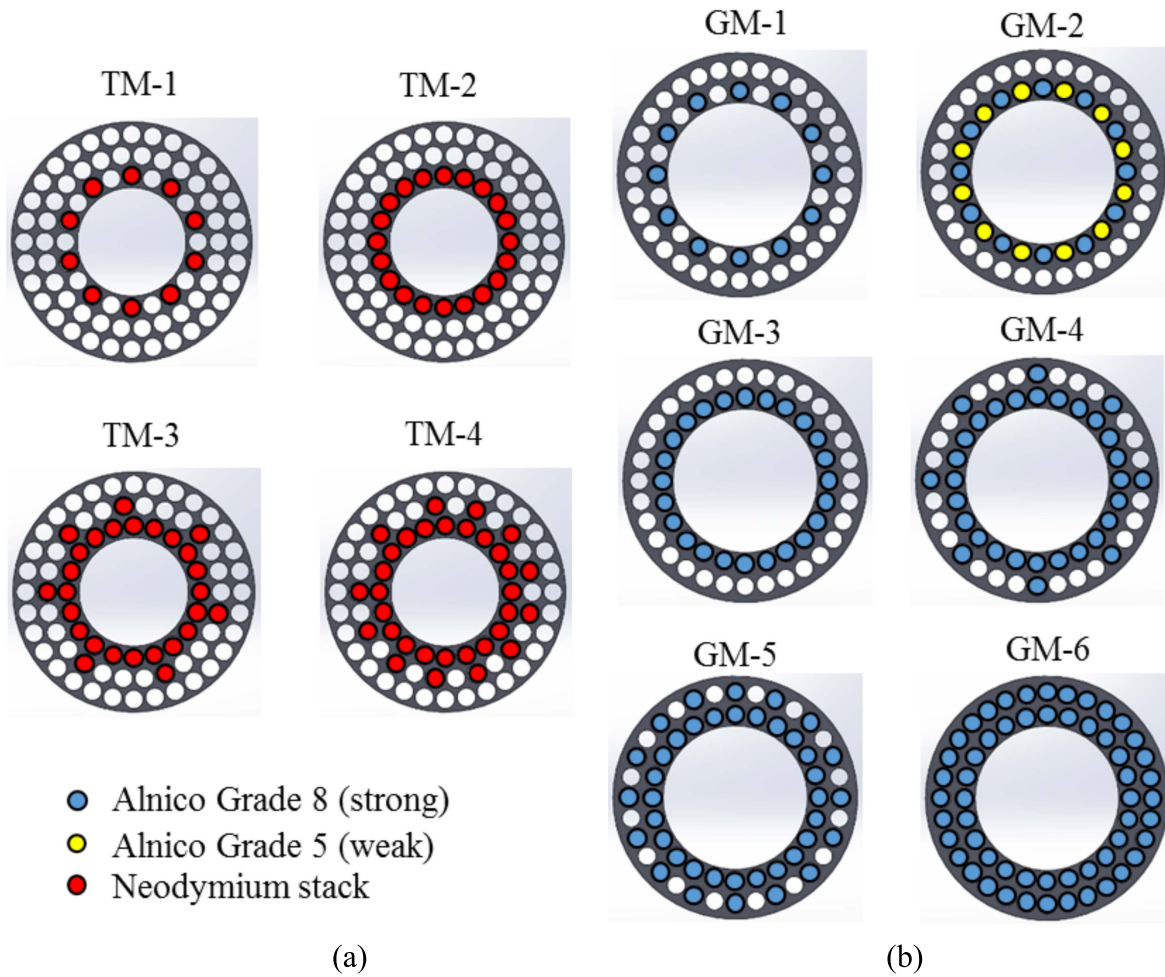 TM-1
TM-2
TM-3
TM-4
Alnico Grade 8 (strong)
Alnico Grade 5 (weak)
Neodymium stack
(a)
GM-1
GM-2
GM-3
GM-4
GM-5
GM-6
(b)